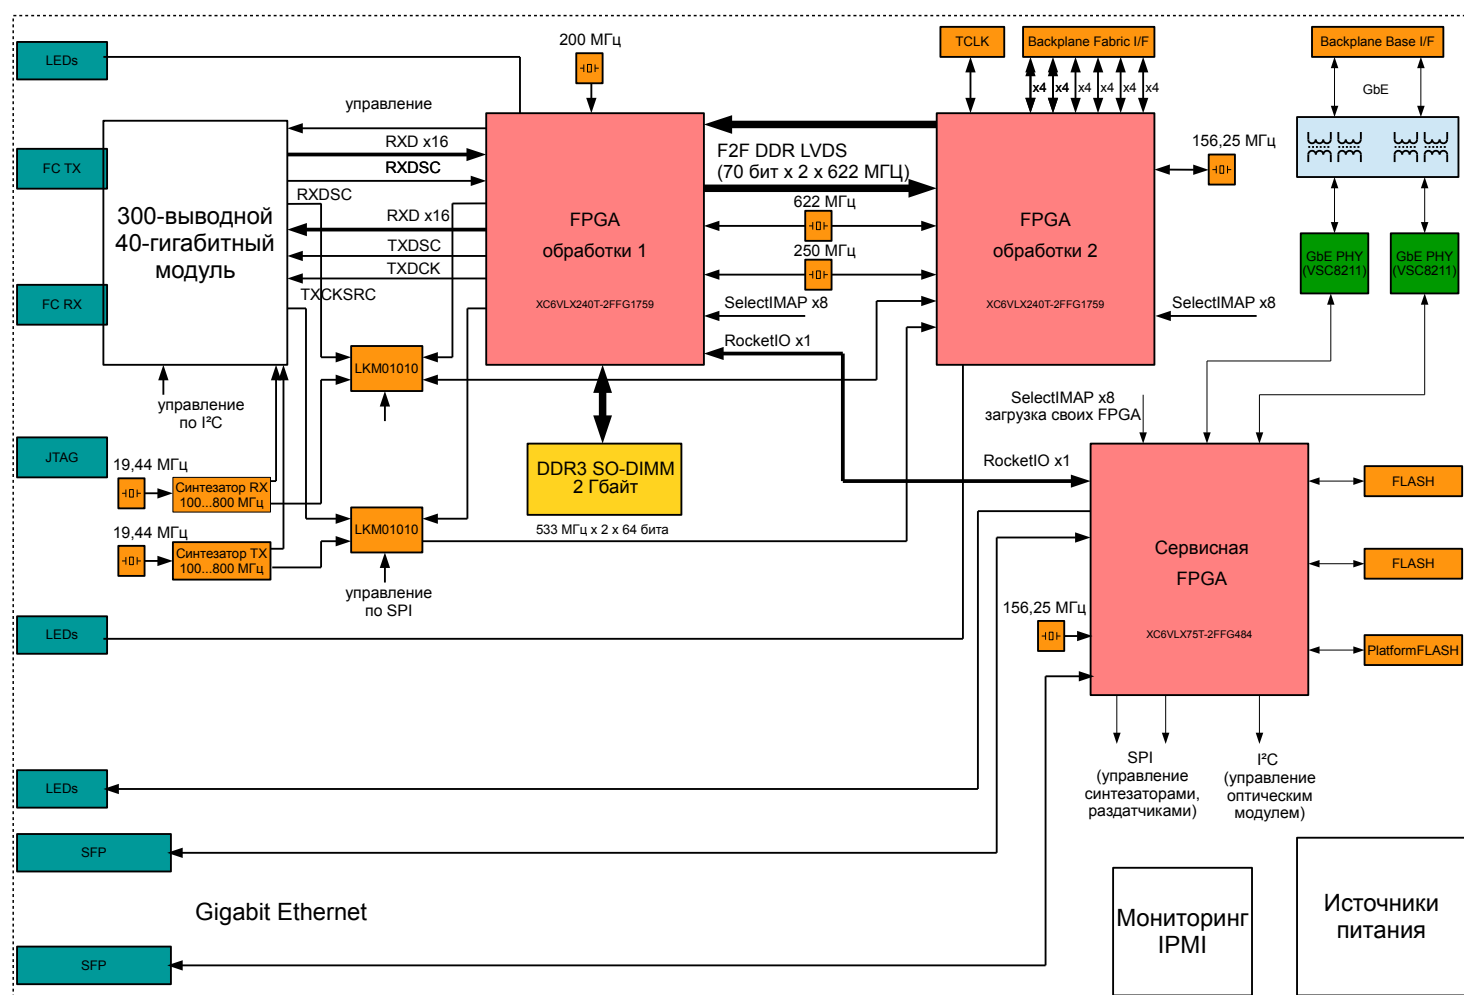 LEDs
200 МГц
TCLK
Backplane Fabric I/F
Backplane Base I/F
x4
x4
x4
x4
x4
x4
GbE
управление
RXD x16
RXDSC
RXDSC
RXD x16
TXDSC
TXDCK
TXCKSRC
FC TX
FC RX
300-выводной
40-гигабитный
модуль
FPGA
обработки 1
XC6VLX240T-2FFG1759
F2F DDR LVDS
(70 бит x 2 x 622 МГЦ)
622 МГц
250 МГц
SelectIMAP x8
RocketIO x1
FPGA
обработки 2
XC6VLX240T-2FFG1759
156,25 МГц
SelectIMAP x8
GbE PHY
(VSC8211)
GbE PHY
(VSC8211)
LKM01010
управление
по I²C
SelectIMAP x8
загрузка своих FPGA
JTAG
19,44 МГц
Синтезатор RX
100...800 МГц
19,44 МГц
Синтезатор TX
100...800 МГц
LKM01010
управление
по SPI
DDR3 SO-DIMM
2 Гбайт
533 МГц x 2 x 64 бита
RocketIO x1
Сервисная
FPGA
XC6VLX75T-2FFG484
156,25 МГц
FLASH
FLASH
PlatformFLASH
LEDs
LEDs
SPI
(управление
синтезаторами,
раздатчиками)
I²C
(управление
оптическим
модулем)
SFP
Gigabit Ethernet
SFP
Мониторинг
IPMI
Источники
питания